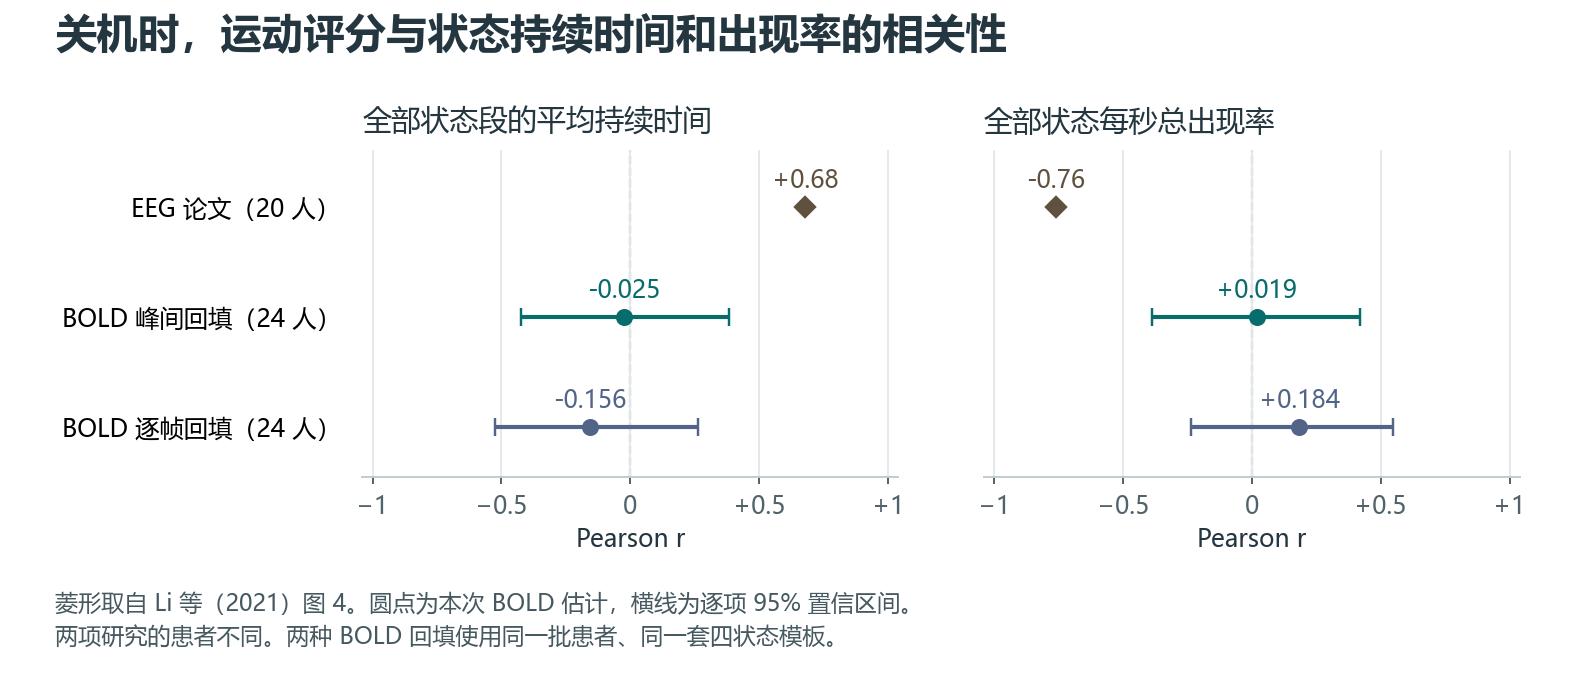 关机时，运动评分与状态持续时间和出现率的相关性
全部状态段的平均持续时间
全部状态每秒总出现率
EEG 论文（20 人）
+0.68
-0.76
BOLD 峰间回填（24 人）
-0.025
+0.019
BOLD 逐帧回填（24 人）
-0.156
+0.184
−1 −0.5 0 +0.5 +1
−1 −0.5 0 +0.5 +1
Pearson r
Pearson r
菱形取自 Li 等（2021）图 4。圆点为本次 BOLD 估计，横线为逐项 95% 置信区间。
两项研究的患者不同。两种 BOLD 回填使用同一批患者、同一套四状态模板。